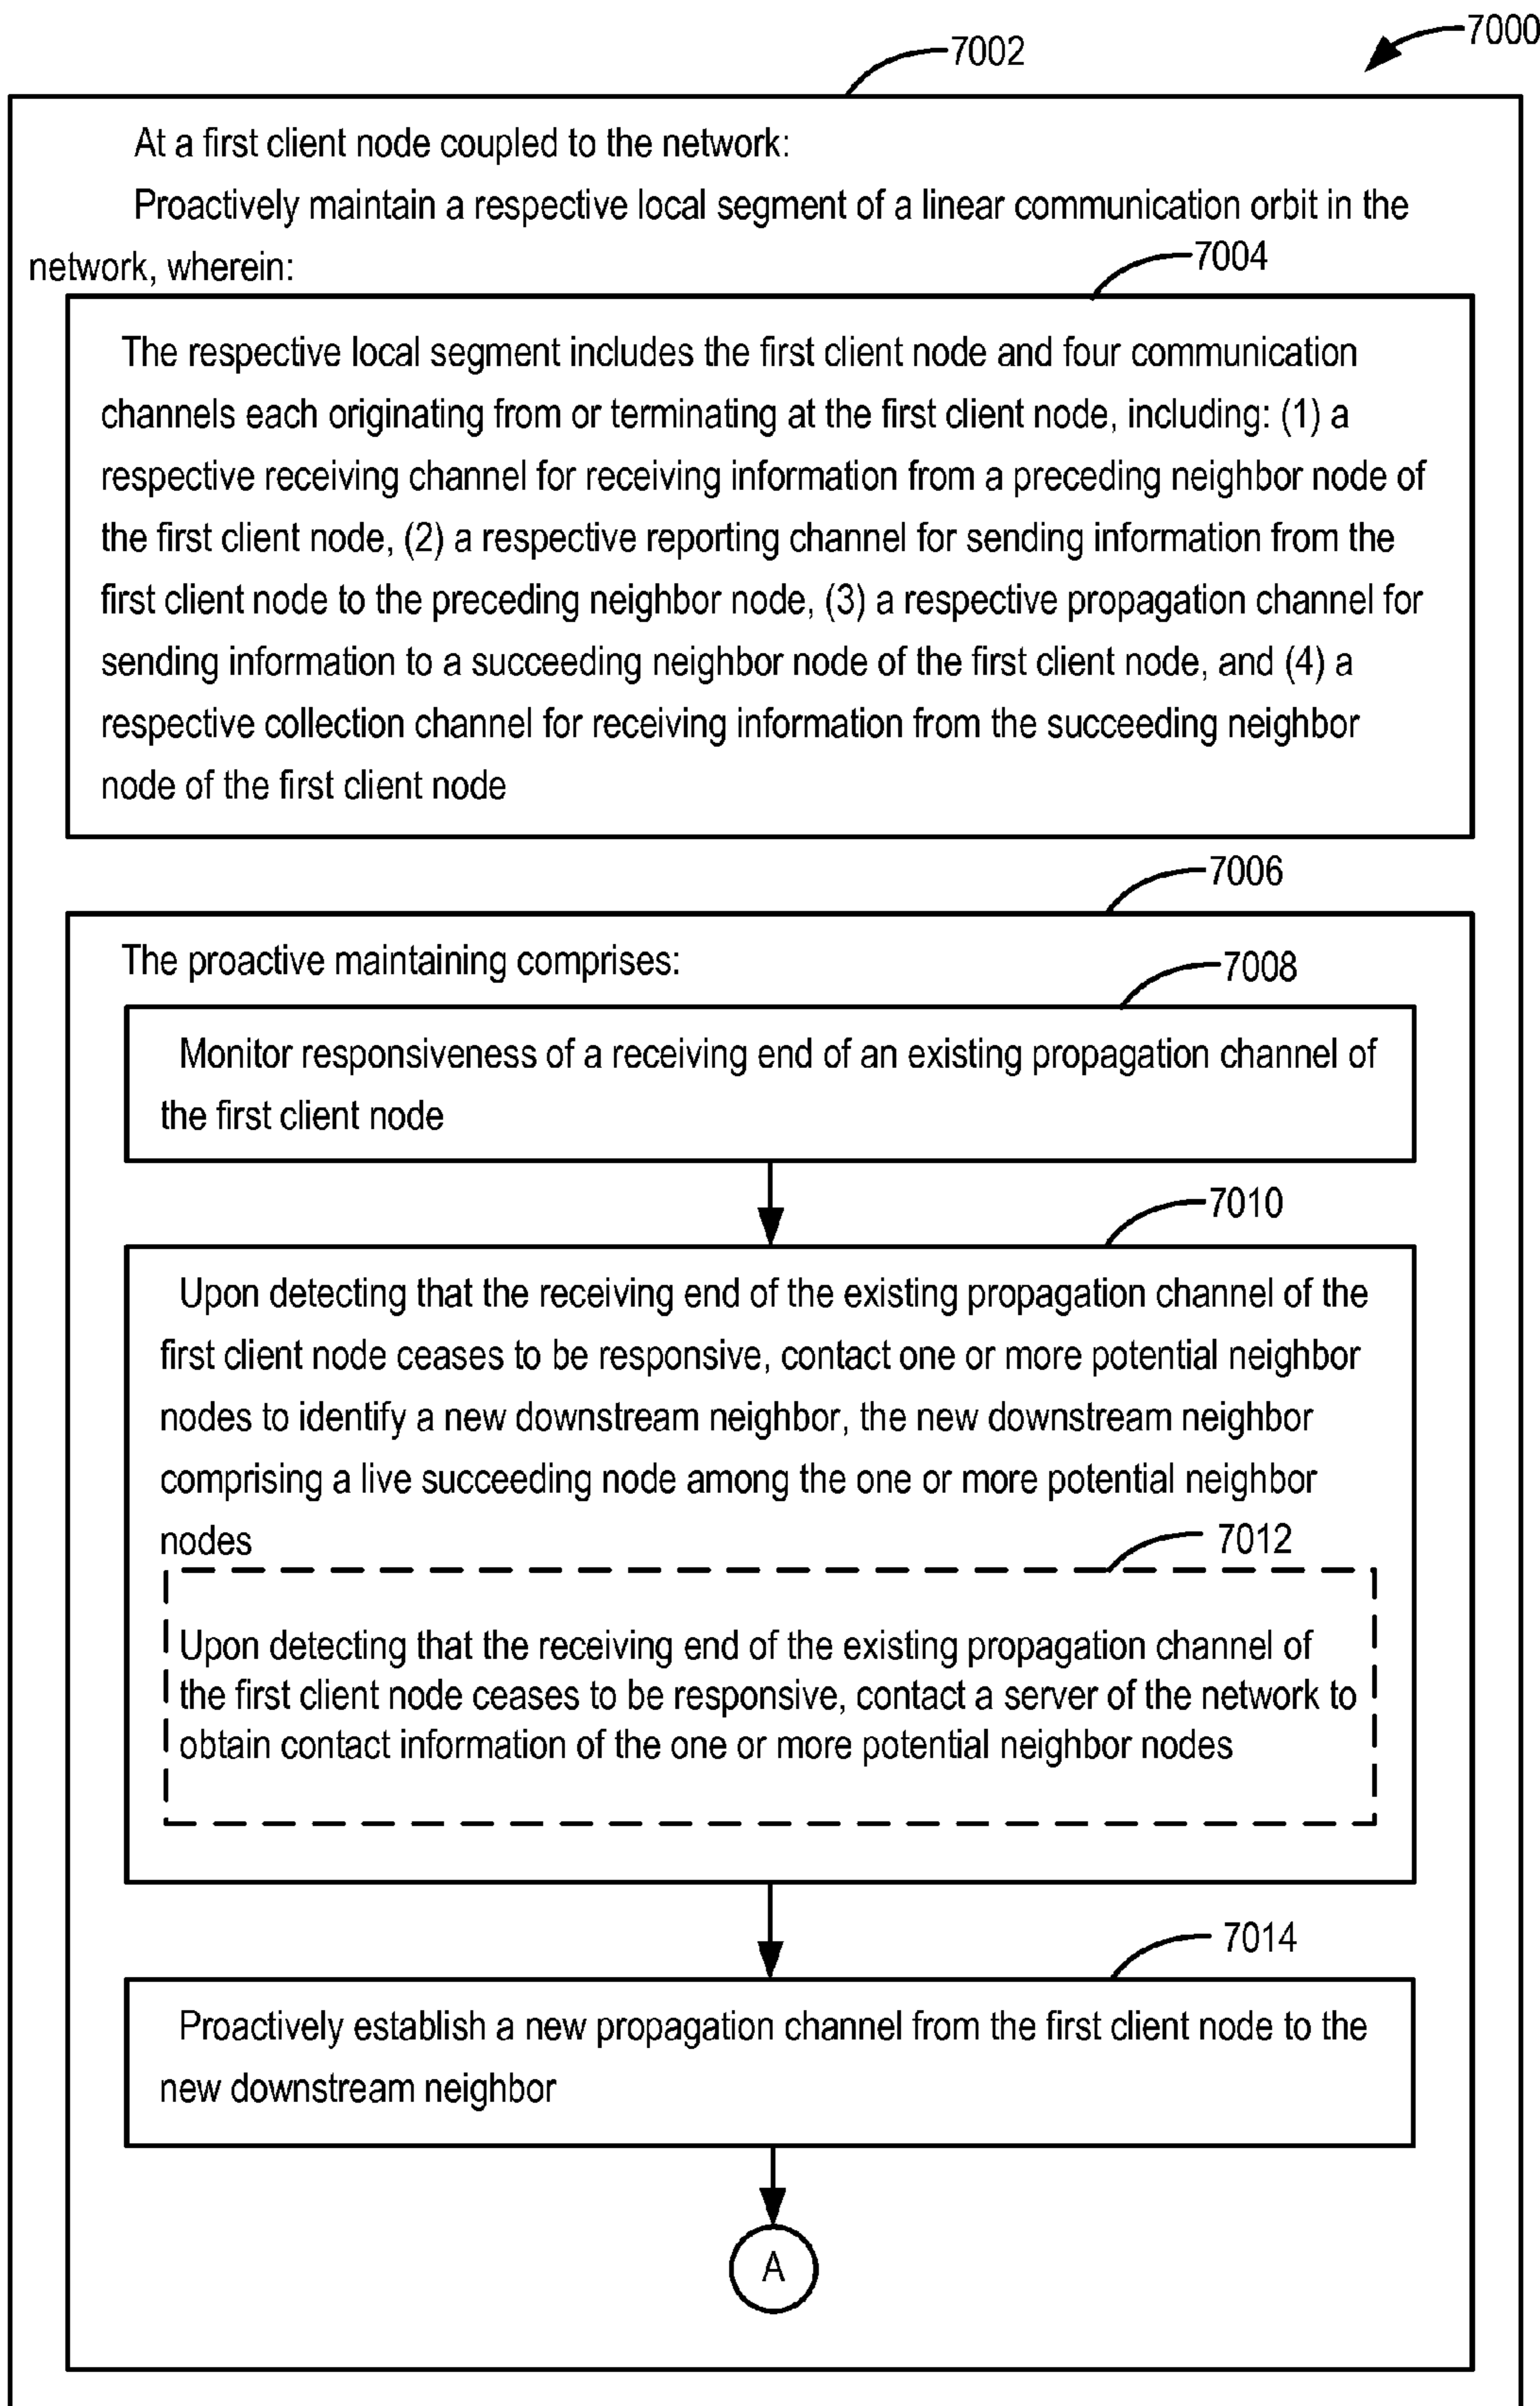 7000
7002
At a first client node coupled to the network:
Proactively maintain a respective local segment of a linear communication orbit in the
network, wherein:
7004
The respective local segment includes the first client node and four communication
channels each originating from or terminating at the first client node, including: (1) a
respective receiving channel for receiving information from a preceding neighbor node of
the first client node, (2) a respective reporting channel for sending information from the
first client node to the preceding neighbor node, (3) a respective propagation channel for
sending information to a succeeding neighbor node of the first client node, and (4) a
respective collection channel for receiving information from the succeeding neighbor
node of the first client node
7006
The proactive maintaining comprises:
7008
Monitor responsiveness of a receiving end of an existing propagation channel of
the first client node
7010
Upon detecting that the receiving end of the existing propagation channel of the
first client node ceases to be responsive, contact one or more potential neighbor
nodes to identify a new downstream neighbor, the new downstream neighbor
comprising a live succeeding node among the one or more potential neighbor
nodes
7012
Upon detecting that the receiving end of the existing propagation channel of
the first client node ceases to be responsive, contact a server of the network to
obtain contact information of the one or more potential neighbor nodes
7014
Proactively establish a new propagation channel from the first client node to the
new downstream neighbor
A